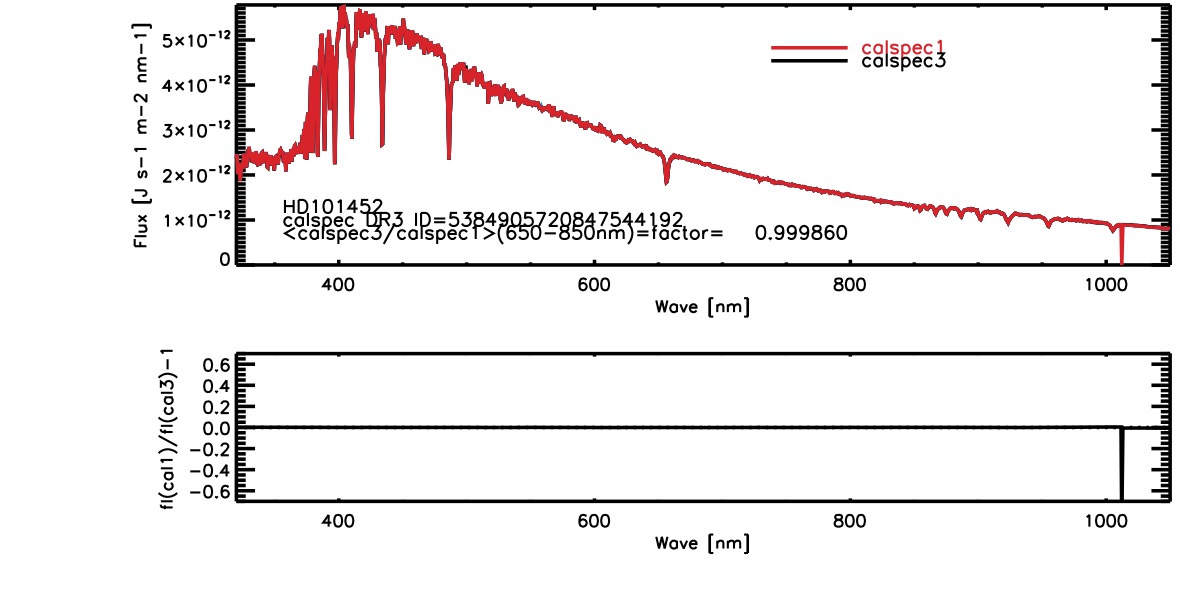 Flux [J s−1 m−2 nm−1]
5×10−12
4×10−12
3×10−12
2×10−12
1×10−12
0
calspec1
calspec3
HD101452
calspec DR3 ID=5384905720847544192
<calspec3/calspec1>(650−850nm)=factor= 0.999860
400 600 800 1000
Wave [nm]
fl(cal1)/fl(cal3)−1
0.6
0.4
0.2
0.0
−0.2
−0.4
−0.6
400 600 800 1000
Wave [nm]